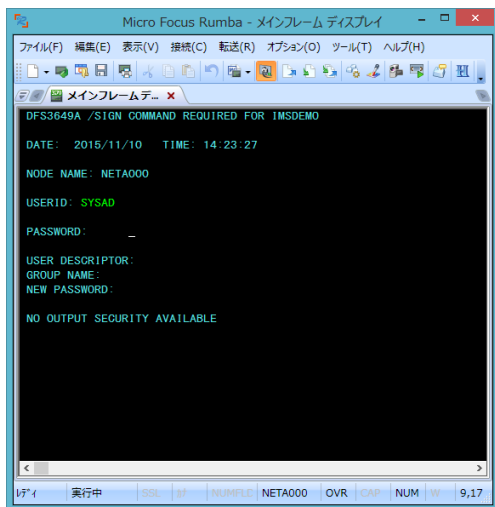 Micro Focus Rumba - メインフレーム ディスプレイ
ファイル(F) 編集(E) 表示(V) 接続(C) 転送(R) オプション(O) ツール(T) ヘルプ(H)
メインフレームデ...
DFS3649A /SIGN COMMAND REQUIRED FOR IMSDEMO
DATE: 2015/11/10 TIME: 14:23:27
NODE NAME: NETA000
USERID: SYSAD
PASSWORD: _
USER DESCRIPTOR:
GROUP NAME:
NEW PASSWORD:
NO OUTPUT SECURITY AVAILABLE
ﾚﾃﾞｨ 実行中 SSL NUMFLD NETA000 OVR CAP NUM W 9,17